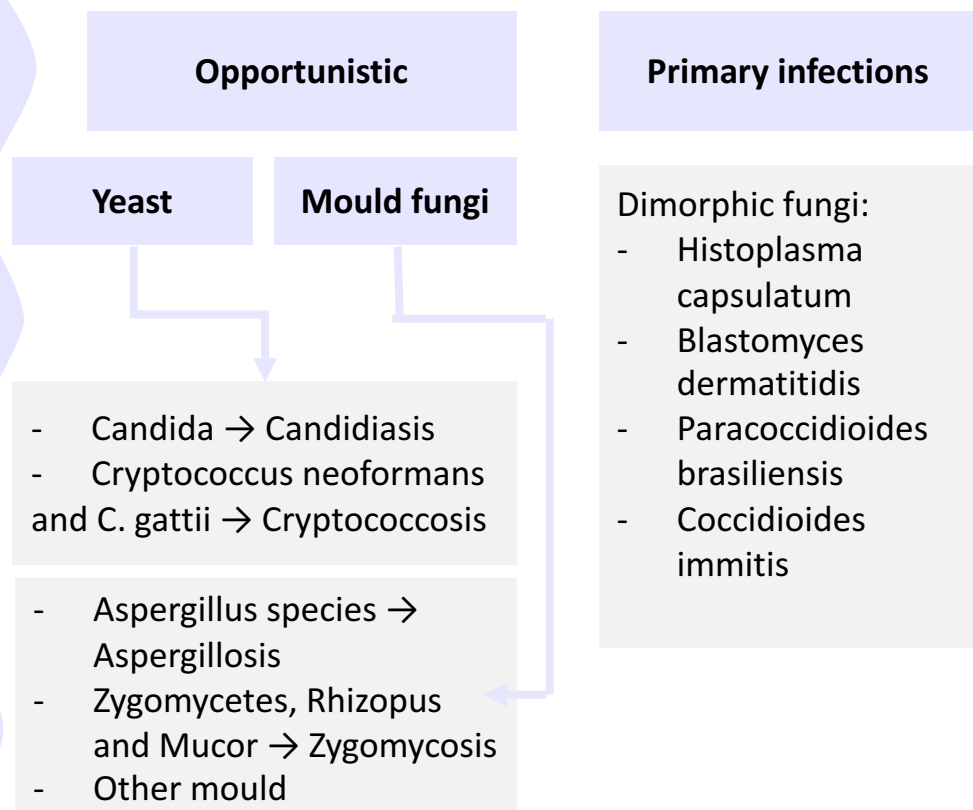 Opportunistic
Primary infections
Yeast
Mould fungi
- Candida → Candidiasis
- Cryptococcus neoformans
and C. gattii → Cryptococcosis
- Aspergillus species →
Aspergillosis
- Zygomycetes, Rhizopus
and Mucor → Zygomycosis
- Other mould
Dimorphic fungi:
- Histoplasma
capsulatum
- Blastomyces
dermatitidis
- Paracoccidioides
brasiliensis
- Coccidioides
immitis